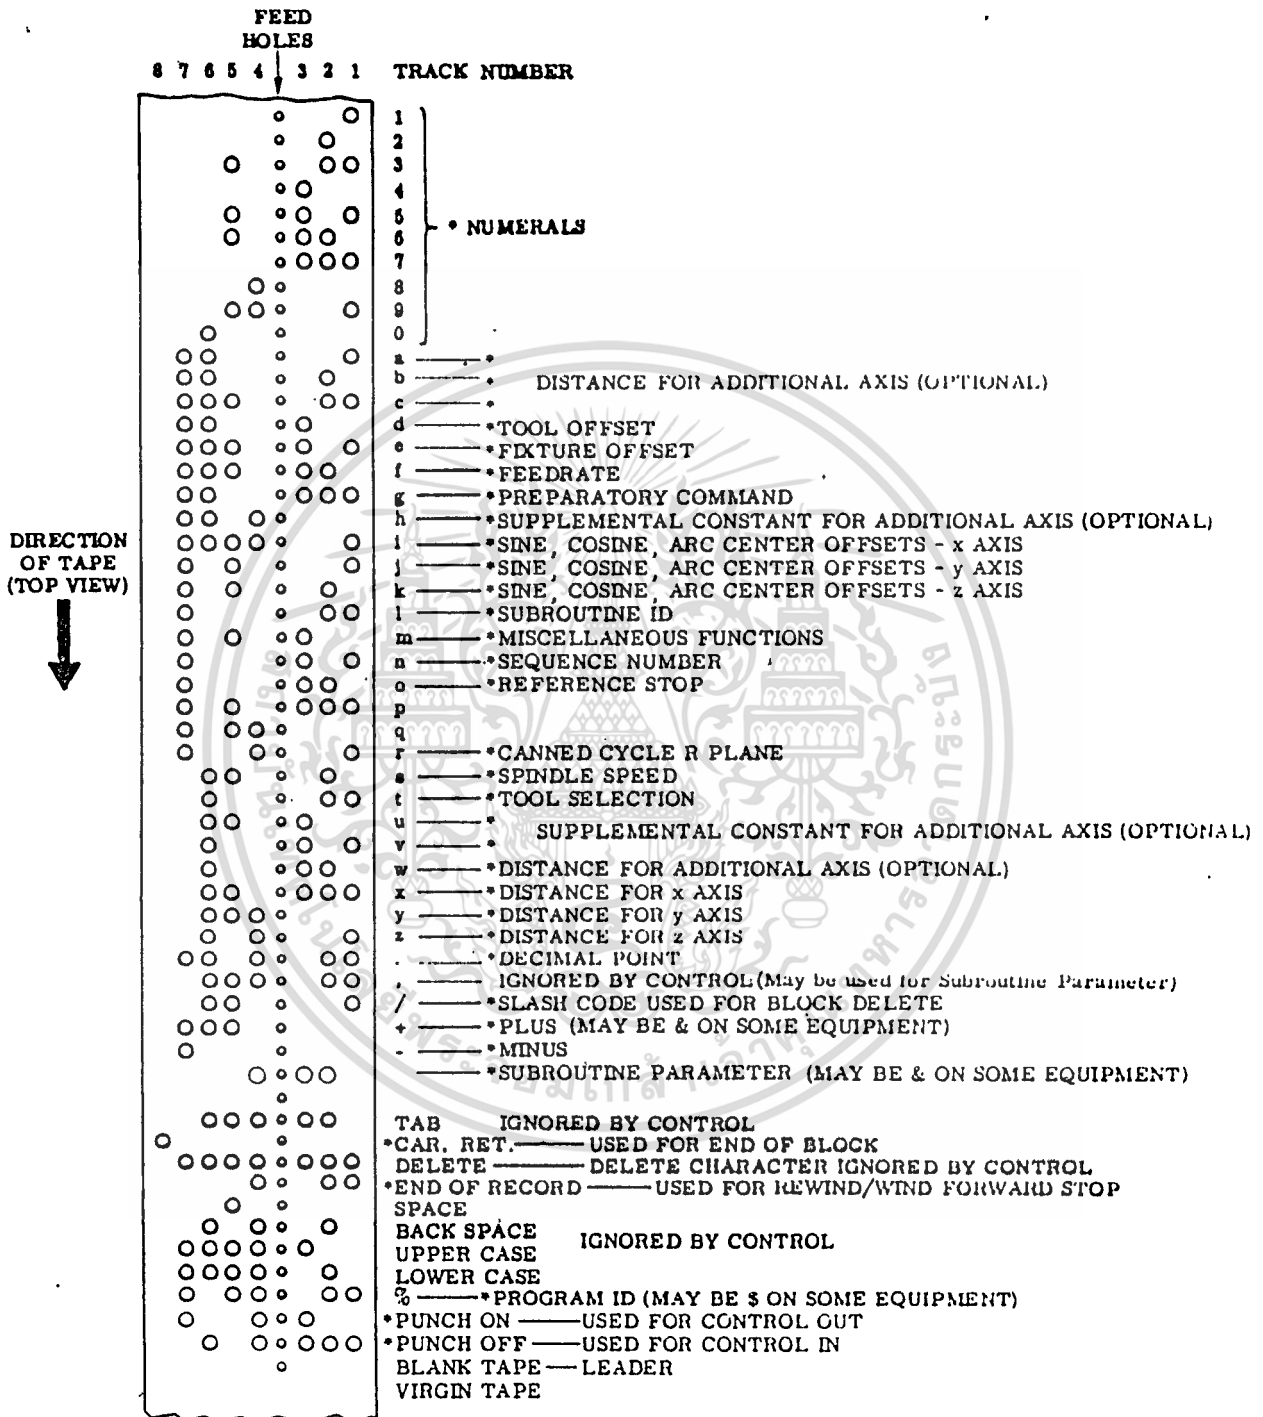 FEED
HOLES
8 7 6 5 4 3 2 1 TRACK NUMBER
1
2
3
4
5
6
7
8
9
0
* NUMERALS
a *
b * DISTANCE FOR ADDITIONAL AXIS (OPTIONAL)
c *
d *TOOL OFFSET
e *FIXTURE OFFSET
f *FEEDRATE
g *PREPARATORY COMMAND
h *SUPPLEMENTAL CONSTANT FOR ADDITIONAL AXIS (OPTIONAL)
i *SINE, COSINE, ARC CENTER OFFSETS - x AXIS
j *SINE, COSINE, ARC CENTER OFFSETS - y AXIS
k *SINE, COSINE, ARC CENTER OFFSETS - z AXIS
l *SUBROUTINE ID
m *MISCELLANEOUS FUNCTIONS
n *SEQUENCE NUMBER
o *REFERENCE STOP
p
q
r *CANNED CYCLE R PLANE
s *SPINDLE SPEED
t *TOOL SELECTION
u * SUPPLEMENTAL CONSTANT FOR ADDITIONAL AXIS (OPTIONAL)
v *
w *DISTANCE FOR ADDITIONAL AXIS (OPTIONAL)
x *DISTANCE FOR x AXIS
y *DISTANCE FOR y AXIS
z *DISTANCE FOR z AXIS
. *DECIMAL POINT
, IGNORED BY CONTROL (May be used for Subroutine Parameter)
/ *SLASH CODE USED FOR BLOCK DELETE
+ *PLUS (MAY BE & ON SOME EQUIPMENT)
- *MINUS
*SUBROUTINE PARAMETER (MAY BE & ON SOME EQUIPMENT)
TAB IGNORED BY CONTROL
*CAR. RET. USED FOR END OF BLOCK
DELETE DELETE CHARACTER IGNORED BY CONTROL
*END OF RECORD USED FOR REWIND/WIND FORWARD STOP
SPACE
BACK SPACE
UPPER CASE
LOWER CASE
IGNORED BY CONTROL
% *PROGRAM ID (MAY BE $ ON SOME EQUIPMENT)
*PUNCH ON USED FOR CONTROL OUT
*PUNCH OFF USED FOR CONTROL IN
BLANK TAPE LEADER
VIRGIN TAPE
DIRECTION
OF TAPE
(TOP VIEW)